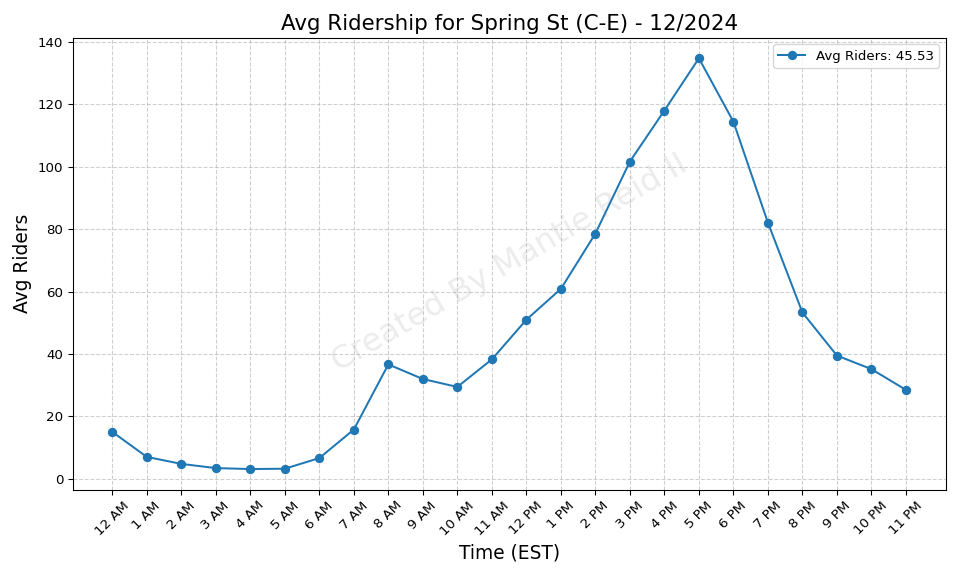 Avg Ridership for Spring St (C-E) - 12/2024
Avg Riders: 45.53
Avg Riders
140
120
100
80
60
40
20
0
Created By Mantie Reid II
12 AM
1 AM
2 AM
3 AM
4 AM
5 AM
6 AM
7 AM
8 AM
9 AM
10 AM
11 AM
12 PM
1 PM
2 PM
3 PM
4 PM
5 PM
6 PM
7 PM
8 PM
9 PM
10 PM
11 PM
Time (EST)